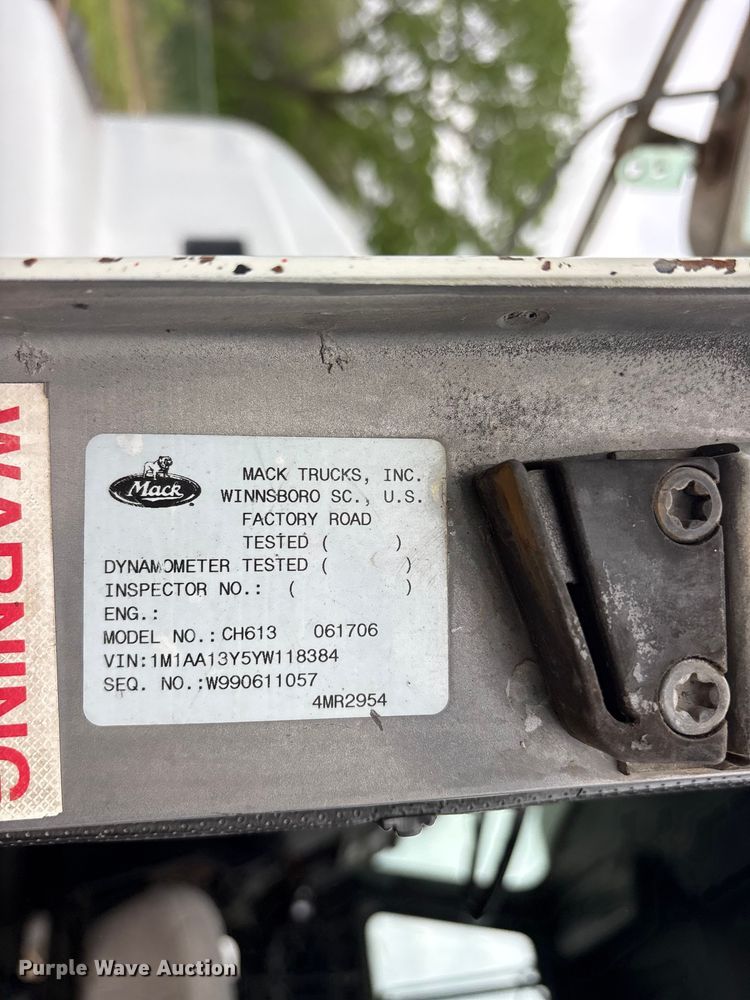 WARNING
Mack
MACK TRUCKS, INC.
WINNSBORO SC., U.S.
FACTORY ROAD
TESTED ( )
DYNAMOMETER TESTED ( )
INSPECTOR NO.: ( )
ENG.:
MODEL NO.:CH613 061706
VIN:1M1AA13Y5YW118384
SEQ. NO.:W990611057
4MR2954
Purple Wave Auction